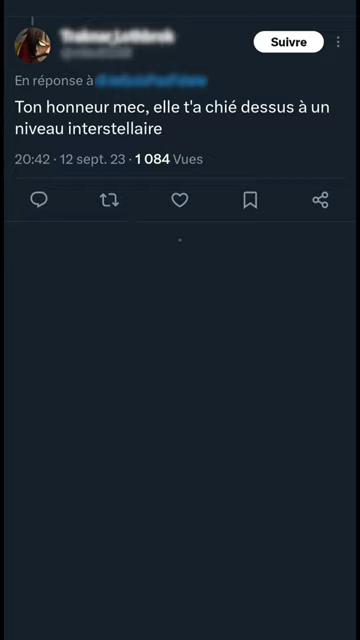 Suivre
En réponse à
Ton honneur mec, elle t'a chié dessus à un
niveau interstellaire
20:42 · 12 sept. 23 · 1 084 Vues